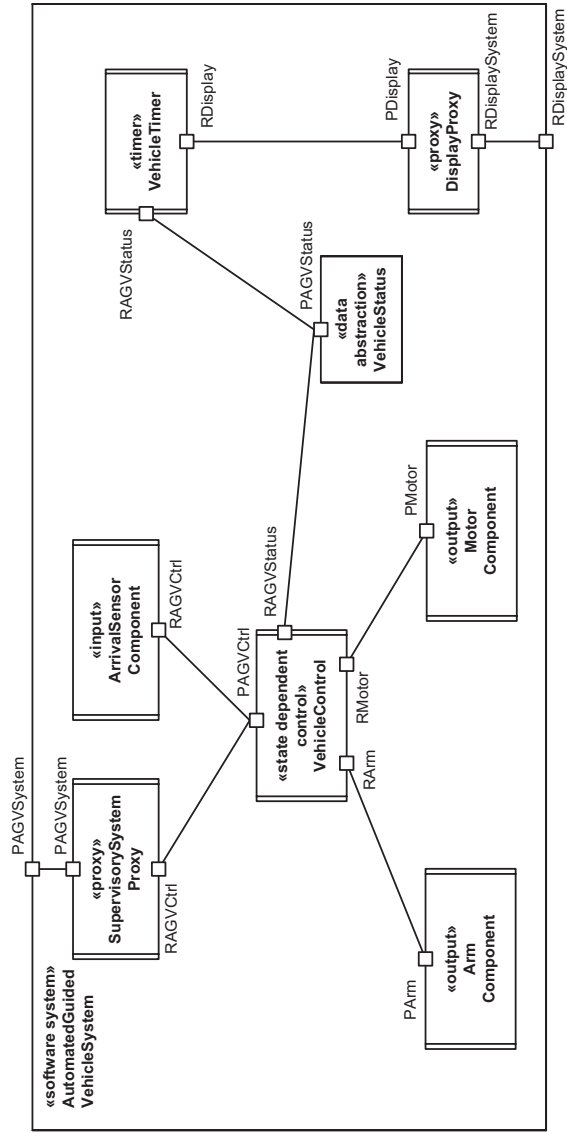 «software system»
AutomatedGuided
VehicleSystem
PAGVSystem
PAGVSystem
«proxy»
SupervisorySystem
Proxy
RAGVCtrl
«input»
ArrivalSensor
Component
RAGVCtrl
«timer»
VehicleTimer
RAGVStatus
RDisplay
PAGVCtrl
RAGVStatus
«state dependent
control»
VehicleControl
RArm
RMotor
PAGVStatus
«data
abstraction»
VehicleStatus
PDisplay
«proxy»
DisplayProxy
RDisplaySystem
RDisplaySystem
PArm
«output»
Arm
Component
PMotor
«output»
Motor
Component